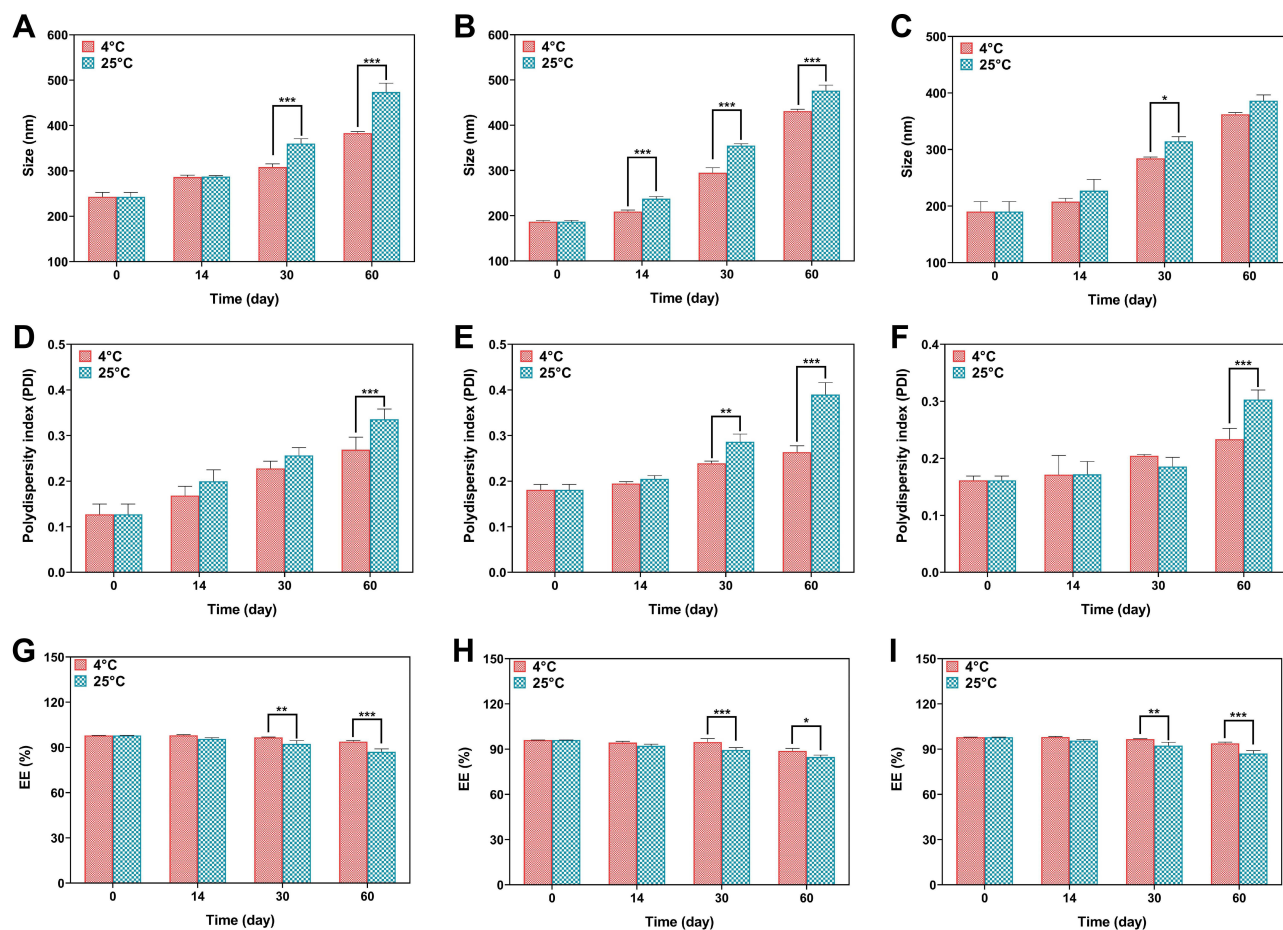 A
Size (nm)
600
500
400
300
200
100
4°C
25°C
***
***
0 14 30 60
Time (day)
B
Size (nm)
600
500
400
300
200
100
4°C
25°C
***
***
***
0 14 30 60
Time (day)
C
Size (nm)
500
400
300
200
100
4°C
25°C
*
0 14 30 60
Time (day)
D
Polydispersity index (PDI)
0.5
0.4
0.3
0.2
0.1
0.0
4°C
25°C
***
0 14 30 60
Time (day)
E
Polydispersity index (PDI)
0.5
0.4
0.3
0.2
0.1
0.0
4°C
25°C
**
***
0 14 30 60
Time (day)
F
Polydispersity index (PDI)
0.4
0.3
0.2
0.1
0.0
4°C
25°C
***
0 14 30 60
Time (day)
G
EE (%)
150
120
90
60
30
0
4°C
25°C
**
***
0 14 30 60
Time (day)
H
EE (%)
150
120
90
60
30
0
4°C
25°C
***
*
0 14 30 60
Time (day)
I
EE (%)
150
120
90
60
30
0
4°C
25°C
**
***
0 14 30 60
Time (day)